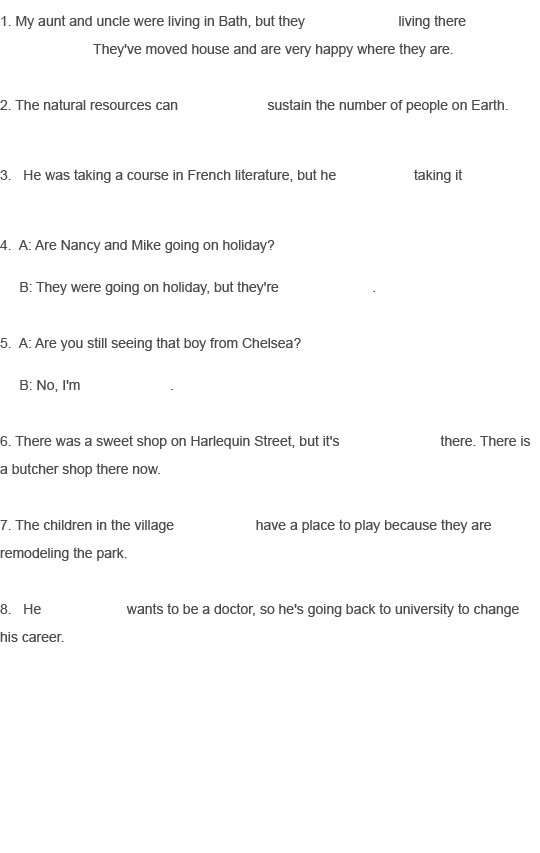 1. My aunt and uncle were living in Bath, but they living there
They've moved house and are very happy where they are.
2. The natural resources can sustain the number of people on Earth.
3. He was taking a course in French literature, but he taking it
4. A: Are Nancy and Mike going on holiday?
B: They were going on holiday, but they're .
5. A: Are you still seeing that boy from Chelsea?
B: No, I'm .
6. There was a sweet shop on Harlequin Street, but it's there. There is
a butcher shop there now.
7. The children in the village have a place to play because they are
remodeling the park.
8. He wants to be a doctor, so he's going back to university to change
his career.